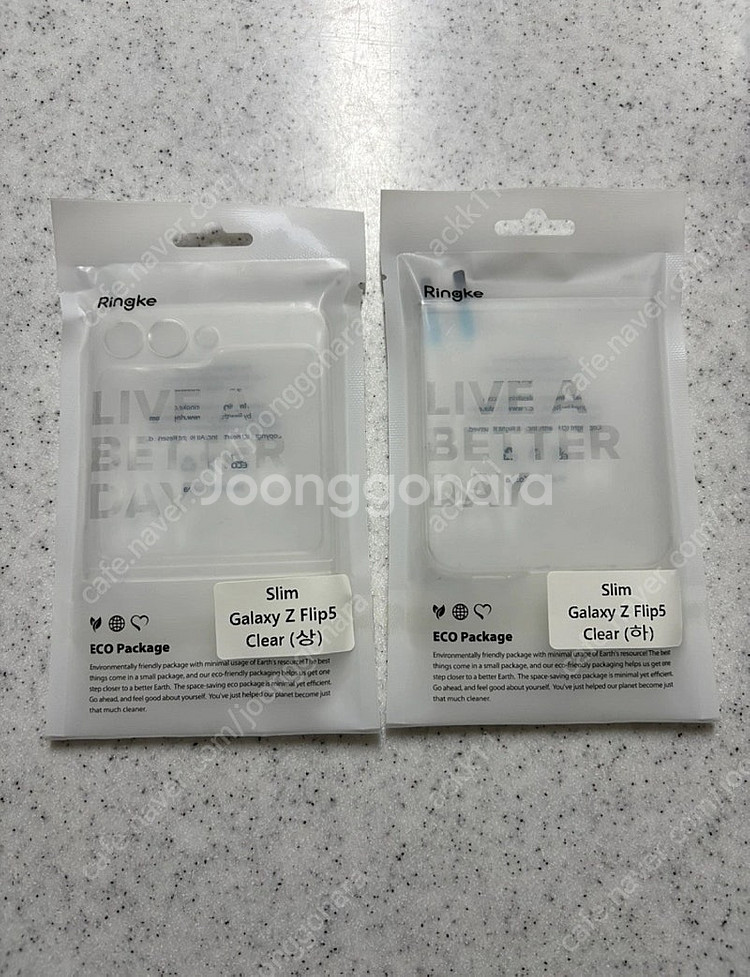 Ringke
LIVE A
BETTER
DAY
Slim
Galaxy Z Flip5
Clear (상)
ECO Package
Environmentally friendly package with minimal usage of Earth's resource! The best
things come in a small package, and our eco-friendly packaging helps us get one
step closer to a better Earth. The space-saving eco package is minimal yet efficient.
Go ahead, and feel good about yourself. You've just helped our planet become just
that much cleaner.
Ringke
LIVE A
BETTER
DAY
Slim
Galaxy Z Flip5
Clear (하)
ECO Package
Environmentally friendly package with minimal usage of Earth's resource! The best
things come in a small package, and our eco-friendly packaging helps us get one
step closer to a better Earth. The space-saving eco package is minimal yet efficient.
Go ahead, and feel good about yourself. You've just helped our planet become just
that much cleaner.
Joonggonara